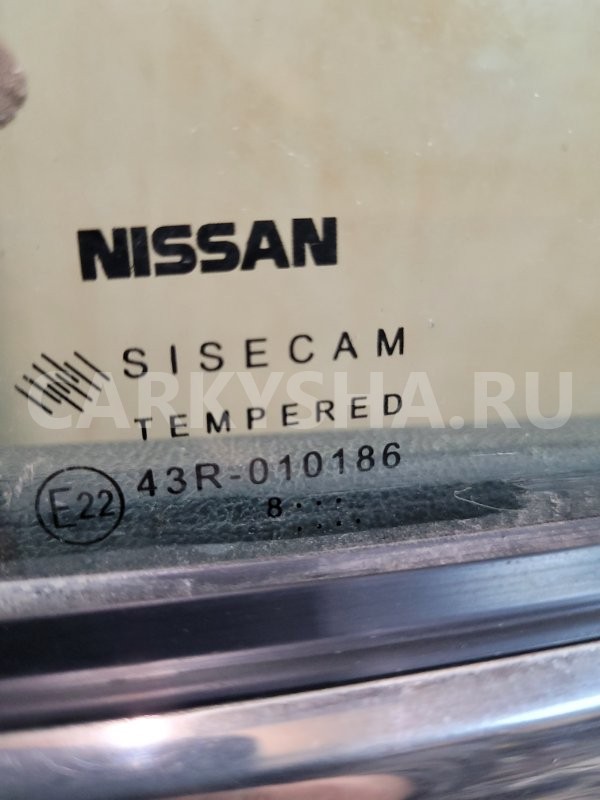 NISSAN
SISECAM
TEMPERED
CARKYSHA.RU
E22 43R-010186
8 ...
....